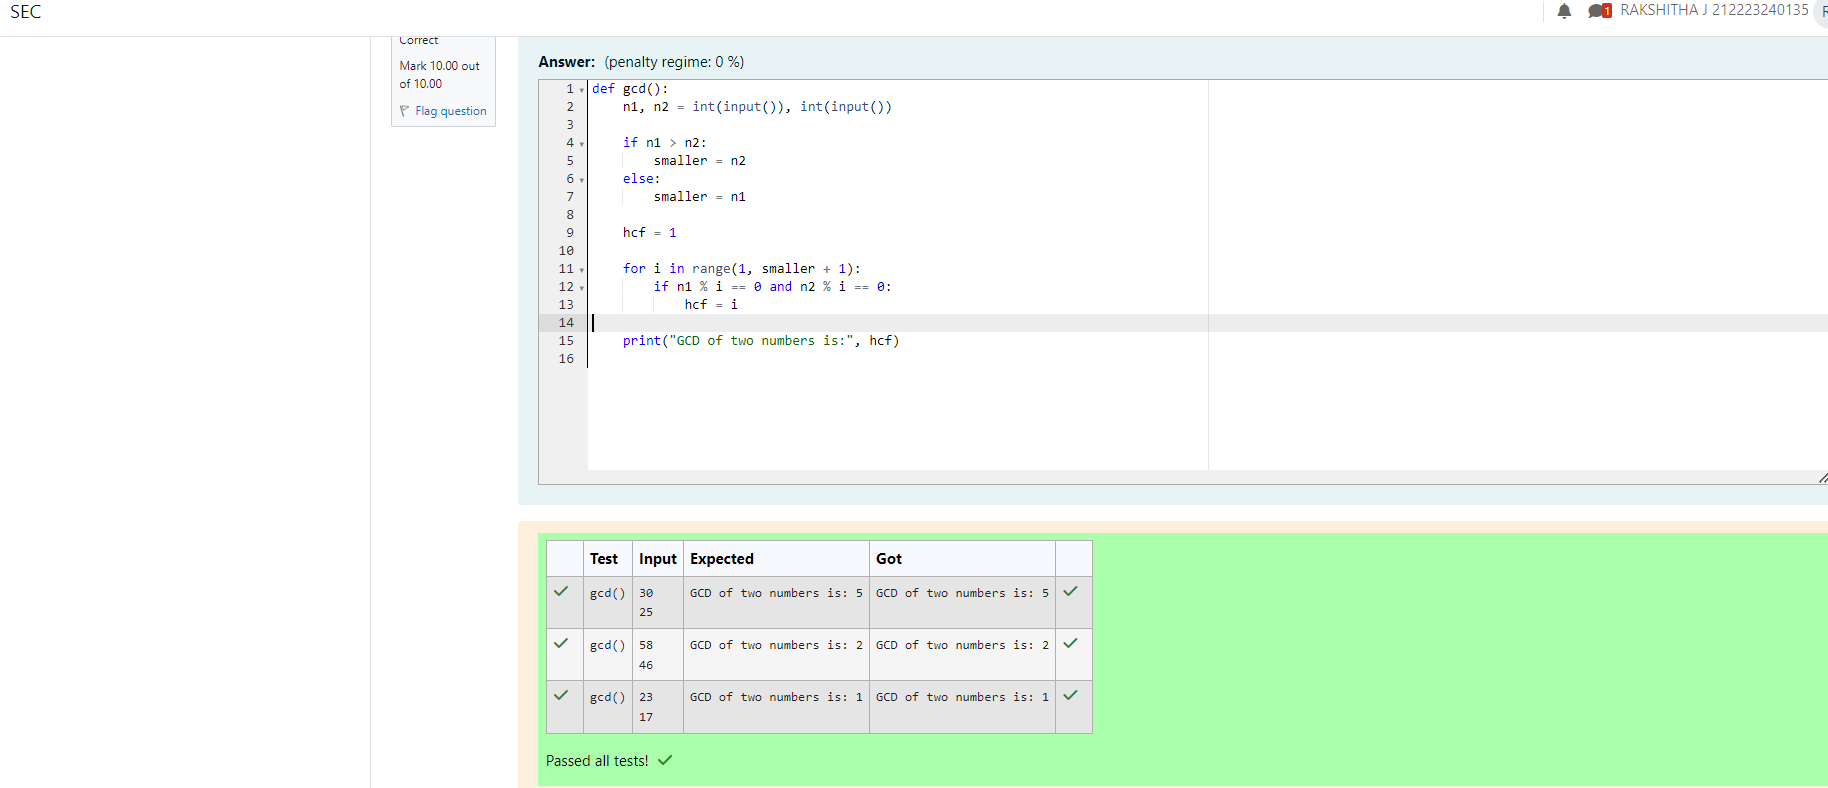 SEC
1 RAKSHITHA J 212223240135 R
Correct
Mark 10.00 out
of 10.00
Flag question
Answer: (penalty regime: 0 %)
1 def gcd():
2     n1, n2 = int(input()), int(input())
3
4     if n1 > n2:
5         smaller = n2
6     else:
7         smaller = n1
8
9     hcf = 1
10
11     for i in range(1, smaller + 1):
12         if n1 % i == 0 and n2 % i == 0:
13             hcf = i
14
15     print("GCD of two numbers is:", hcf)
16
Test Input Expected Got
gcd() 30 GCD of two numbers is: 5 GCD of two numbers is: 5
25
gcd() 58 GCD of two numbers is: 2 GCD of two numbers is: 2
46
gcd() 23 GCD of two numbers is: 1 GCD of two numbers is: 1
17
Passed all tests!